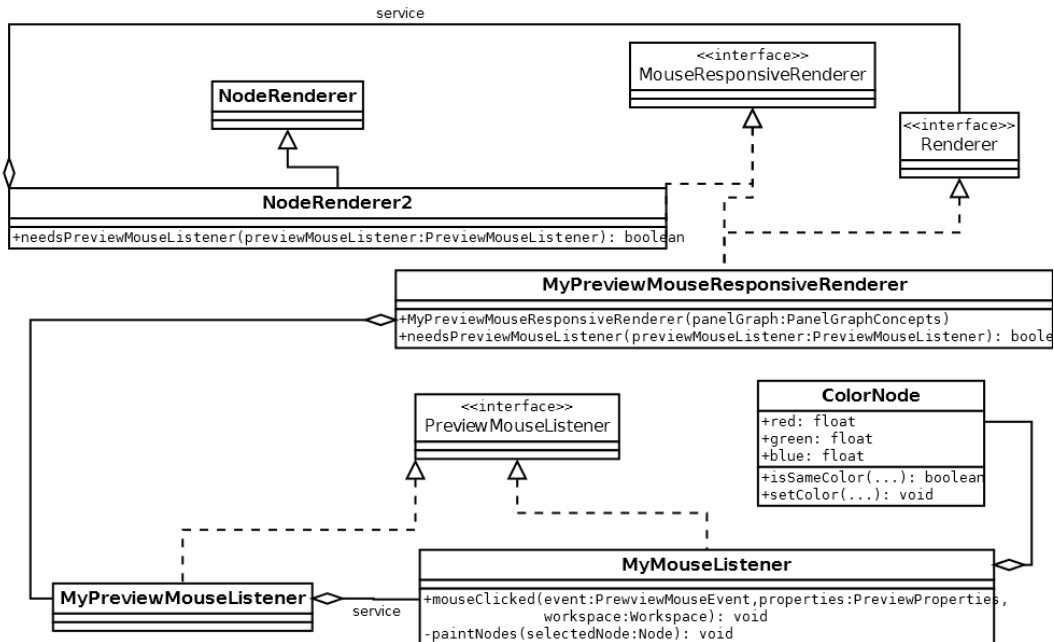 service
<<interface>>
MouseResponsiveRenderer
NodeRenderer
<<interface>>
Renderer
NodeRenderer2
+needsPreviewMouseListener(previewMouseListener:PreviewMouseListener): boolean
MyPreviewMouseResponsiveRenderer
+MyPreviewMouseResponsiveRenderer(panelGraph:PanelGraphConcepts)
+needsPreviewMouseListener(previewMouseListener:PreviewMouseListener): boole
<<interface>>
PreviewMouseListener
ColorNode
+red: float
+green: float
+blue: float
+isSameColor(...): boolean
+setColor(...): void
MyPreviewMouseListener
service
MyMouseListener
+mouseClicked(event:PrewviewMouseEvent,properties:PreviewProperties,
workspace:Workspace): void
-paintNodes(selectedNode:Node): void